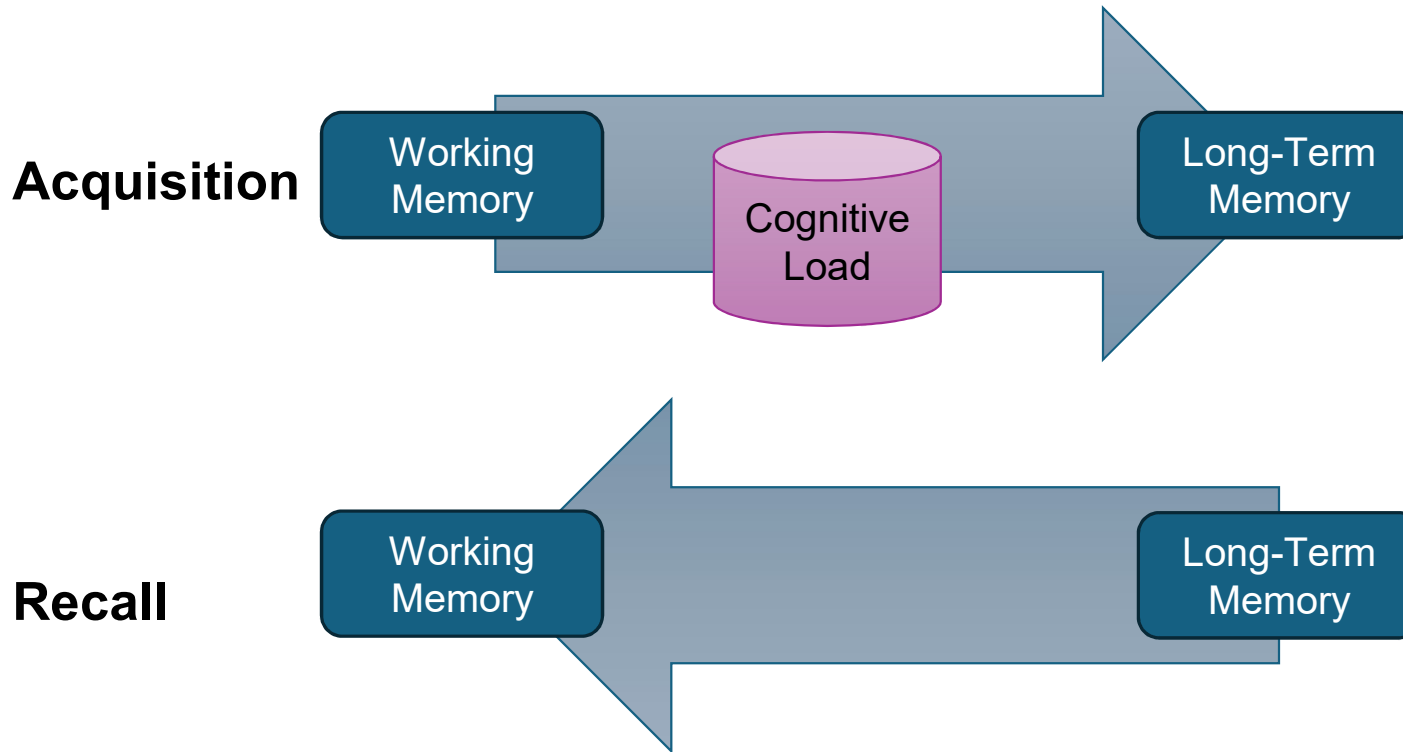 Acquisition
Working
Memory
Cognitive
Load
Long-Term
Memory
Recall
Working
Memory
Long-Term
Memory